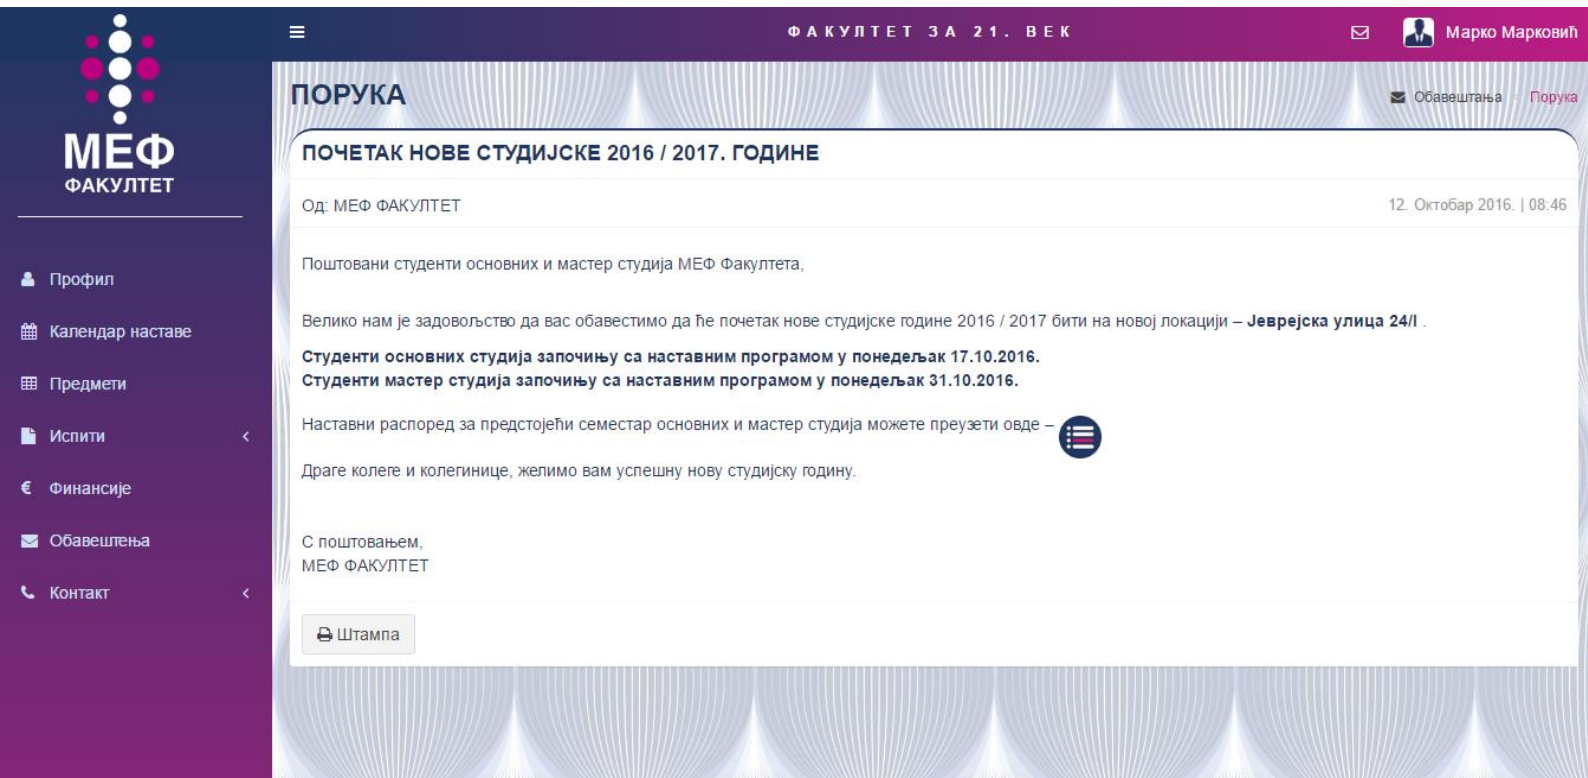 МЕФ
ФАКУЛТЕТ
Профил
Календар наставе
Предмети
Испити
Финансије
Обавештења
Контакт
ФАКУЛТЕТ ЗА 21. ВЕК
Марко Марковић
ПОРУКА
Обавештања
Порука
ПОЧЕТАК НОВЕ СТУДИЈСКЕ 2016 / 2017. ГОДИНЕ
Од: МЕФ ФАКУЛТЕТ
12. Октобар 2016. | 08:46
Поштовани студенти основних и мастер студија МЕФ Факултета,
Велико нам је задовољство да вас обавестимо да ће почетак нове студијске године 2016 / 2017 бити на новој локацији – Јеврејска улица 24/I .
Студенти основних студија започињу са наставним програмом у понедељак 17.10.2016.
Студенти мастер студија започињу са наставним програмом у понедељак 31.10.2016.
Наставни распоред за предстојећи семестар основних и мастер студија можете преузети овде –
Драге колеге и колегинице, желимо вам успешну нову студијску годину.
С поштовањем,
МЕФ ФАКУЛТЕТ
Штампа